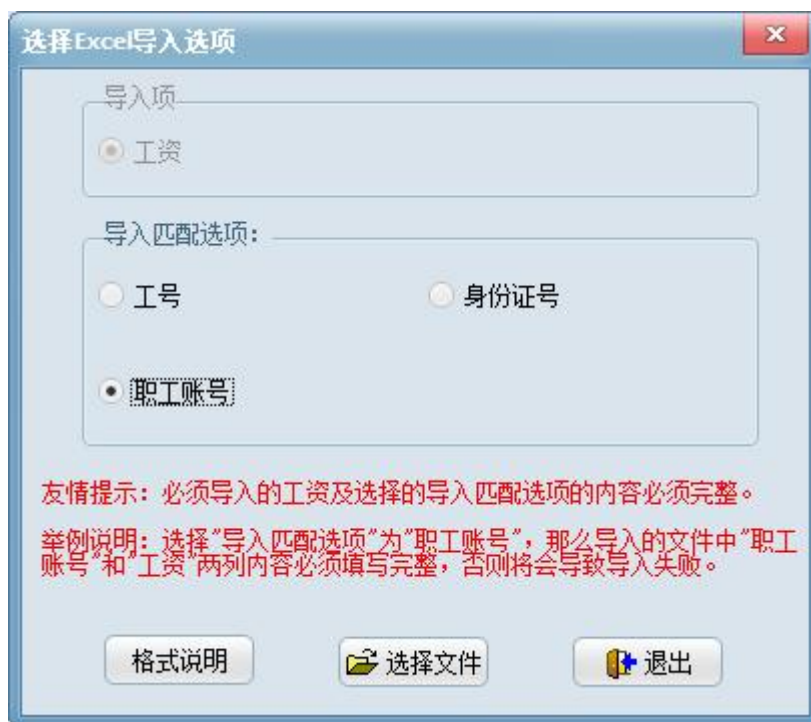 选择Excel导入选项
导入项
工资
导入匹配选项：
工号 身份证号
职工账号
友情提示：必须导入的工资及选择的导入匹配选项的内容必须完整。
举例说明：选择"导入匹配选项"为"职工账号"，那么导入的文件中"职工
账号"和"工资"两列内容必须填写完整，否则将会导致导入失败。
格式说明 选择文件 退出